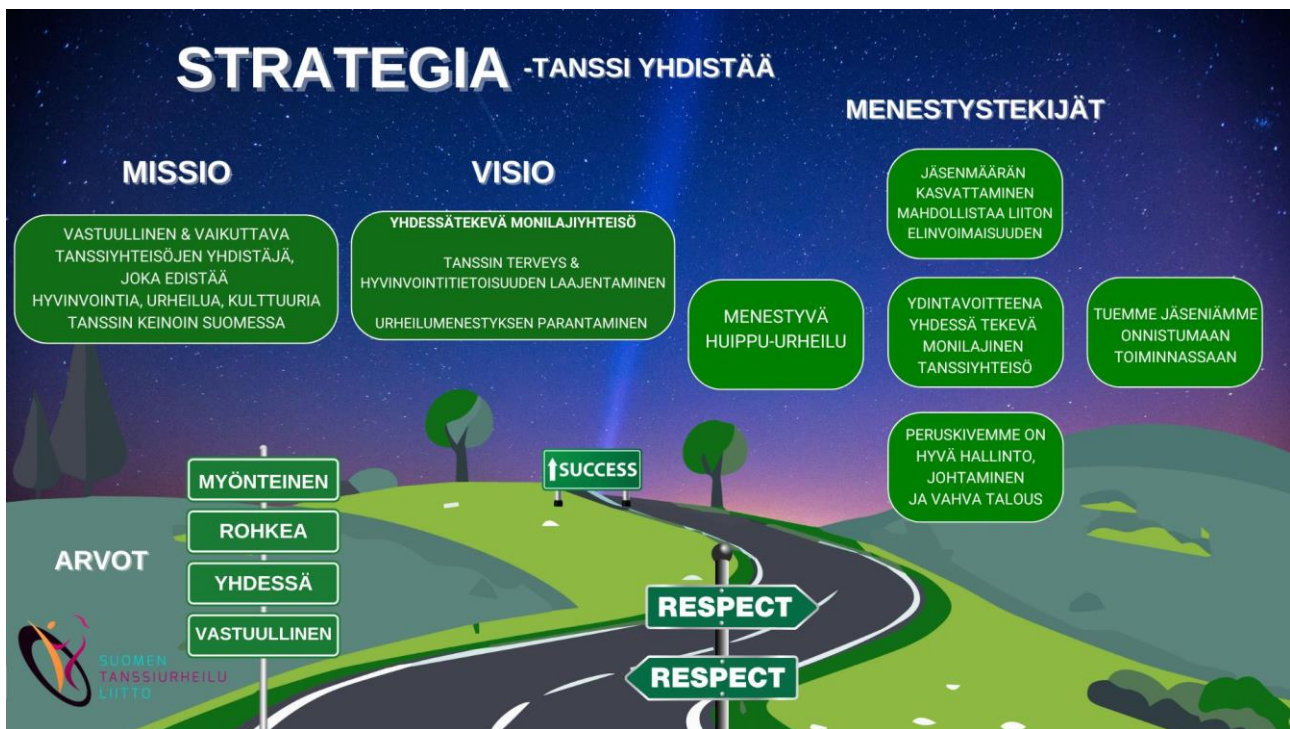 STRATEGIA -TANSSI YHDISTÄÄ
MISSIO
VASTUULLINEN & VAIKUTTAVA
TANSSIYHTEISÖJEN YHDISTÄJÄ,
JOKA EDISTÄÄ
HYVINVOINTIA, URHEILUA, KULTTUURIA
TANSSIN KEINOIN SUOMESSA
VISIO
YHDESSÄTEKEVÄ MONILAJIYHTEISÖ
TANSSIN TERVEYS &
HYVINVOINTITIETOISUUDEN LAAJENTAMINEN
URHEILUMENESTYKSEN PARANTAMINEN
MENESTYSTEKIJÄT
JÄSENMÄÄRÄN
KASVATTAMINEN
MAHDOLLISTAA LIITON
ELINVOIMAISUUDEN
MENESTYVÄ
HUIPPU-URHEILU
YDINTAVOITTEENA
YHDESSÄ TEKEVÄ
MONILAJINEN
TANSSIYHTEISÖ
TUEMME JÄSENIÄMME
ONNISTUMAAN
TOIMINNASSAAN
PERUSKIVEMME ON
HYVÄ HALLINTO,
JOHTAMINEN
JA VAHVA TALOUS
ARVOT
MYÖNTEINEN
ROHKEA
YHDESSÄ
VASTUULLINEN
SUCCESS
RESPECT
RESPECT
SUOMEN
TANSSIURHEILU
LIITTO